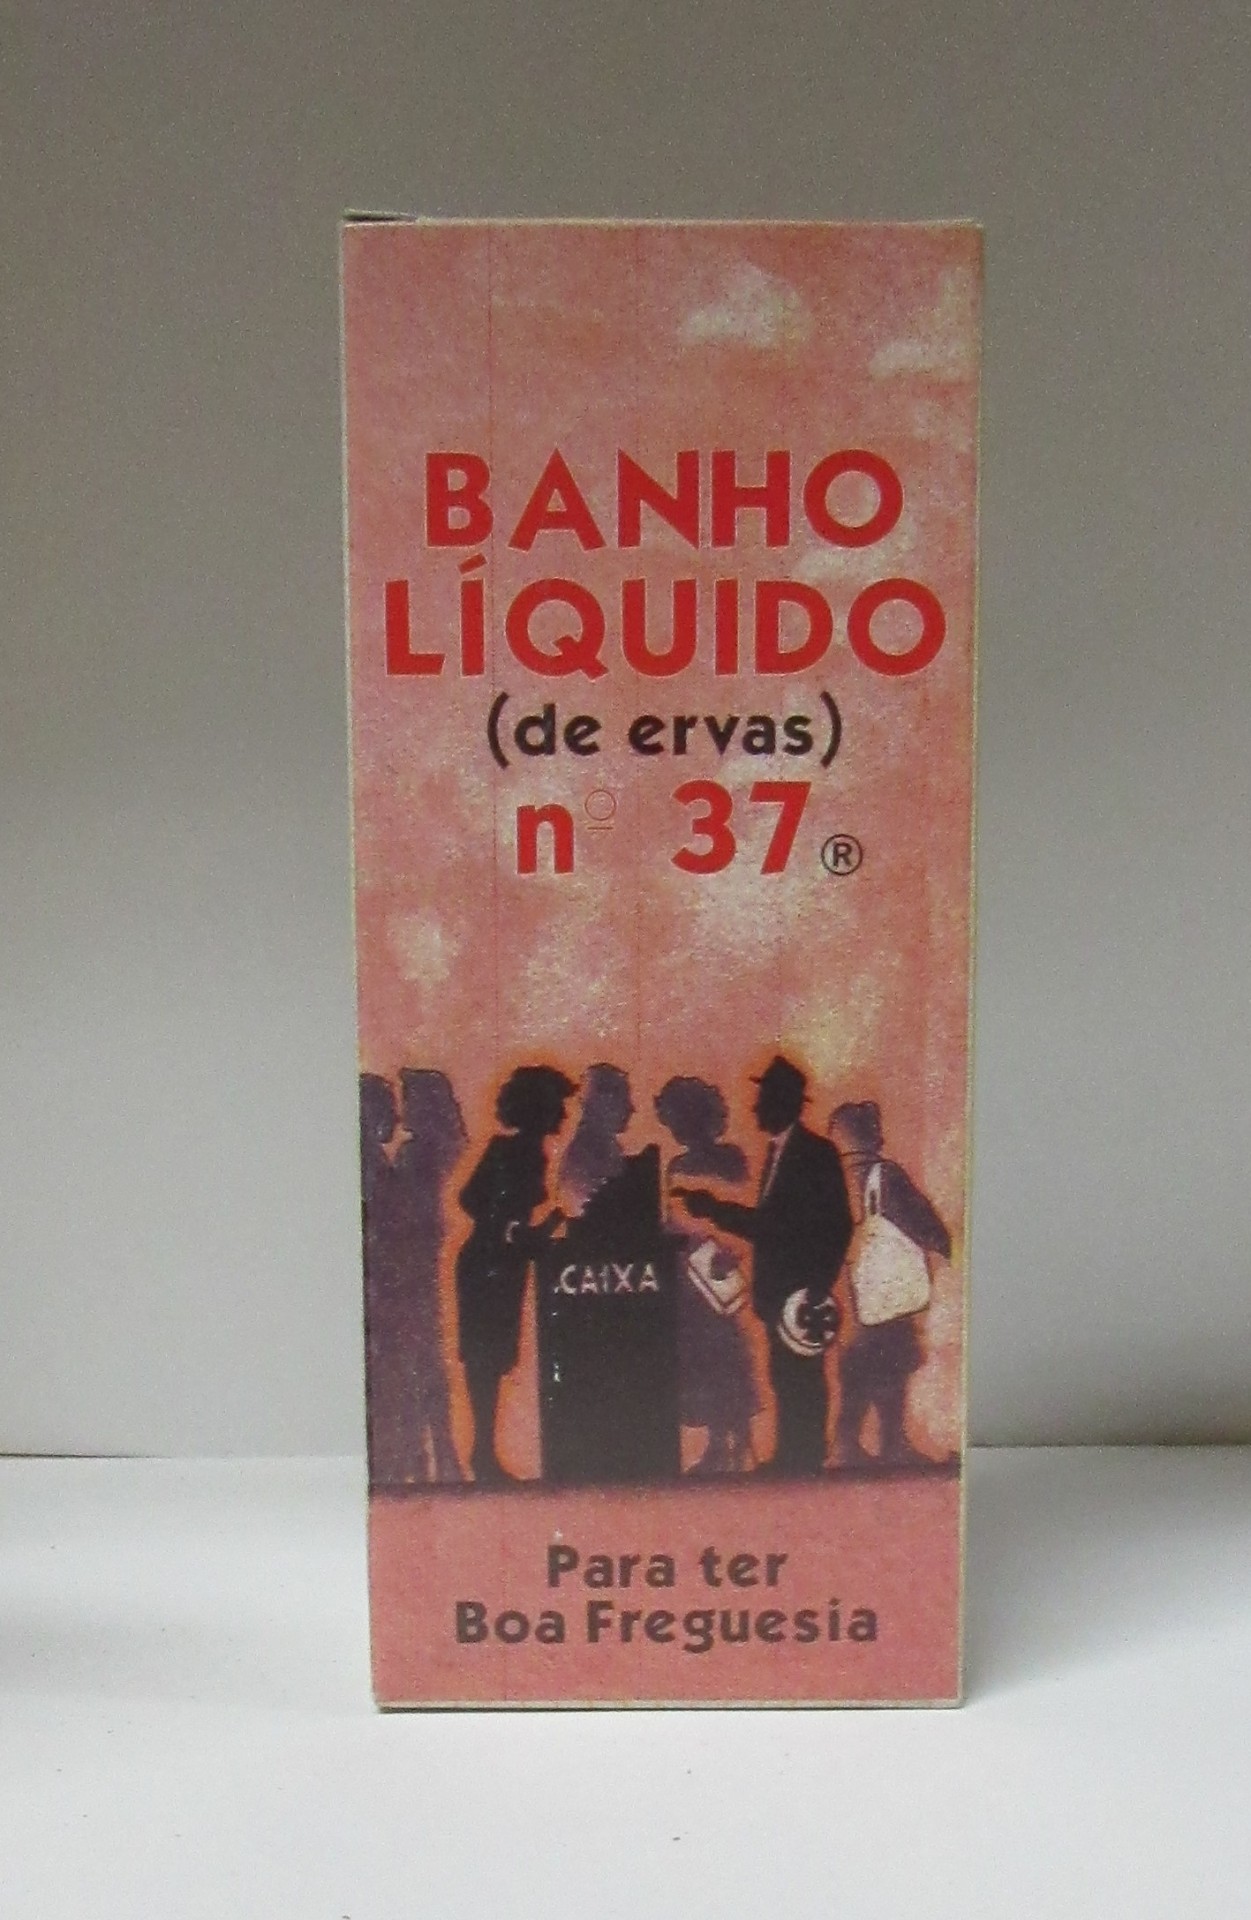 BANHO
LÍQUIDO
(de ervas)
nº 37 ®
CAIXA
Para ter
Boa Freguesia